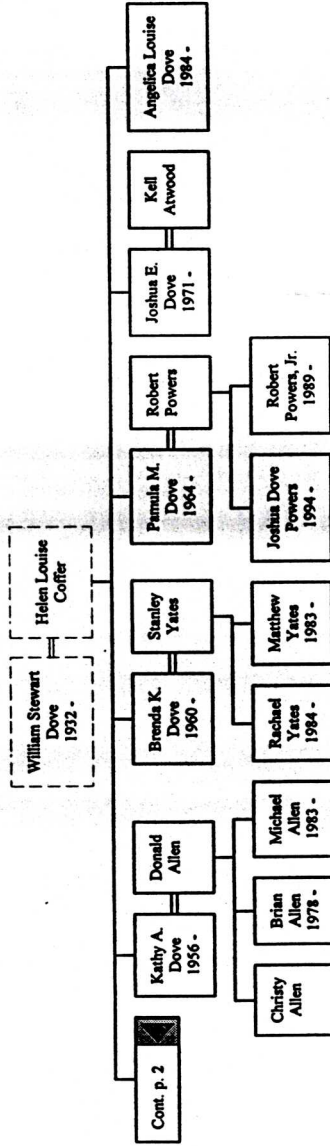 William Stewart
Dove
1932 -
Helen Louise
Coffer
Cont. p. 2
Kathy A.
Dove
1956 -
Donald
Allen
Brenda K.
Dove
1960 -
Stanley
Yates
Pamula M.
Dove
1964 -
Robert
Powers
Joshua E.
Dove
1971 -
Kell
Atwood
Angelica Louise
Dove
1984 -
Christy
Allen
Brian
Allen
1978 -
Michael
Allen
1983 -
Rachael
Yates
1984 -
Matthew
Yates
1983 -
Joshua Dove
Powers
1994 -
Robert
Powers, Jr.
1989 -